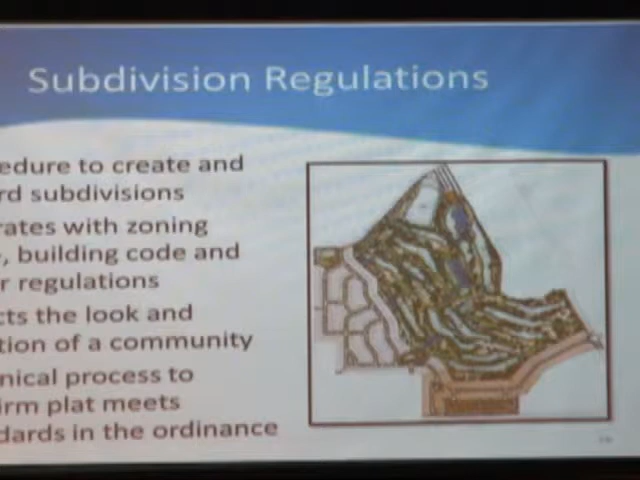 Subdivision Regulations
edure to create and
rd subdivisions
rates with zoning
, building code and
r regulations
cts the look and
tion of a community
nical process to
irm plat meets
dards in the ordinance